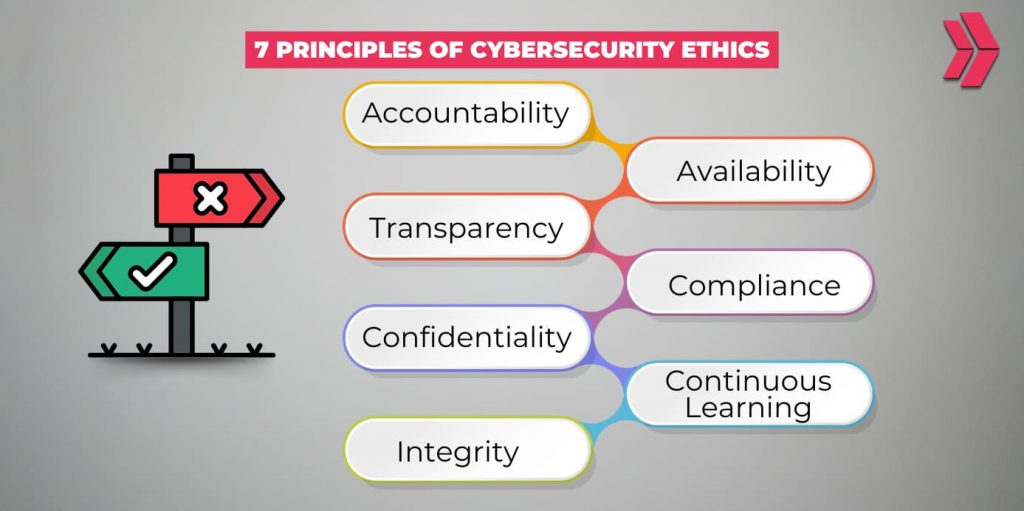 7 PRINCIPLES OF CYBERSECURITY ETHICS
Accountability
Availability
Transparency
Compliance
Confidentiality
Continuous
Learning
Integrity